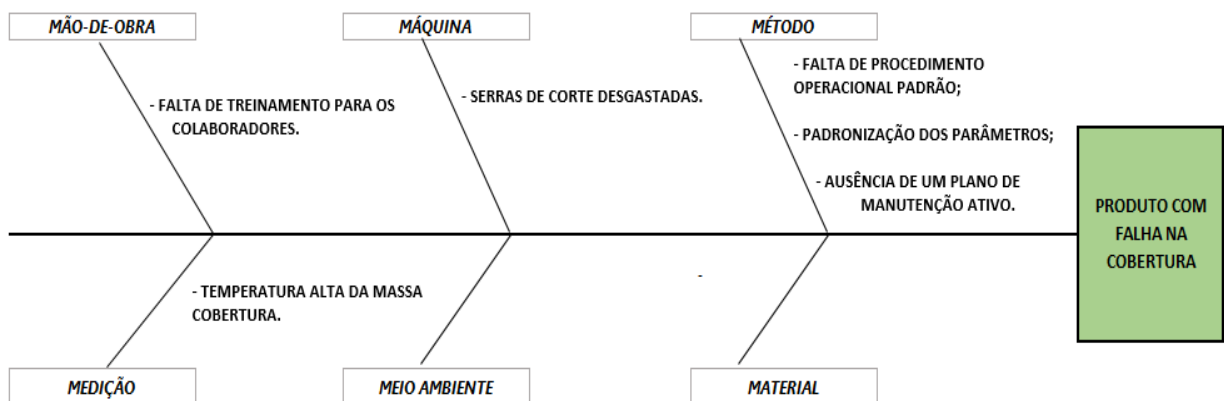 MÃO-DE-OBRA
MÁQUINA
MÉTODO
- FALTA DE TREINAMENTO PARA OS
COLABORADORES.
- SERRAS DE CORTE DESGASTADAS.
- FALTA DE PROCEDIMENTO
OPERACIONAL PADRÃO;
- PADRONIZAÇÃO DOS PARÂMETROS;
- AUSÊNCIA DE UM PLANO DE
MANUTENÇÃO ATIVO.
PRODUTO COM
FALHA NA
COBERTURA
- TEMPERATURA ALTA DA MASSA
COBERTURA.
-
MEDIÇÃO
MEIO AMBIENTE
MATERIAL